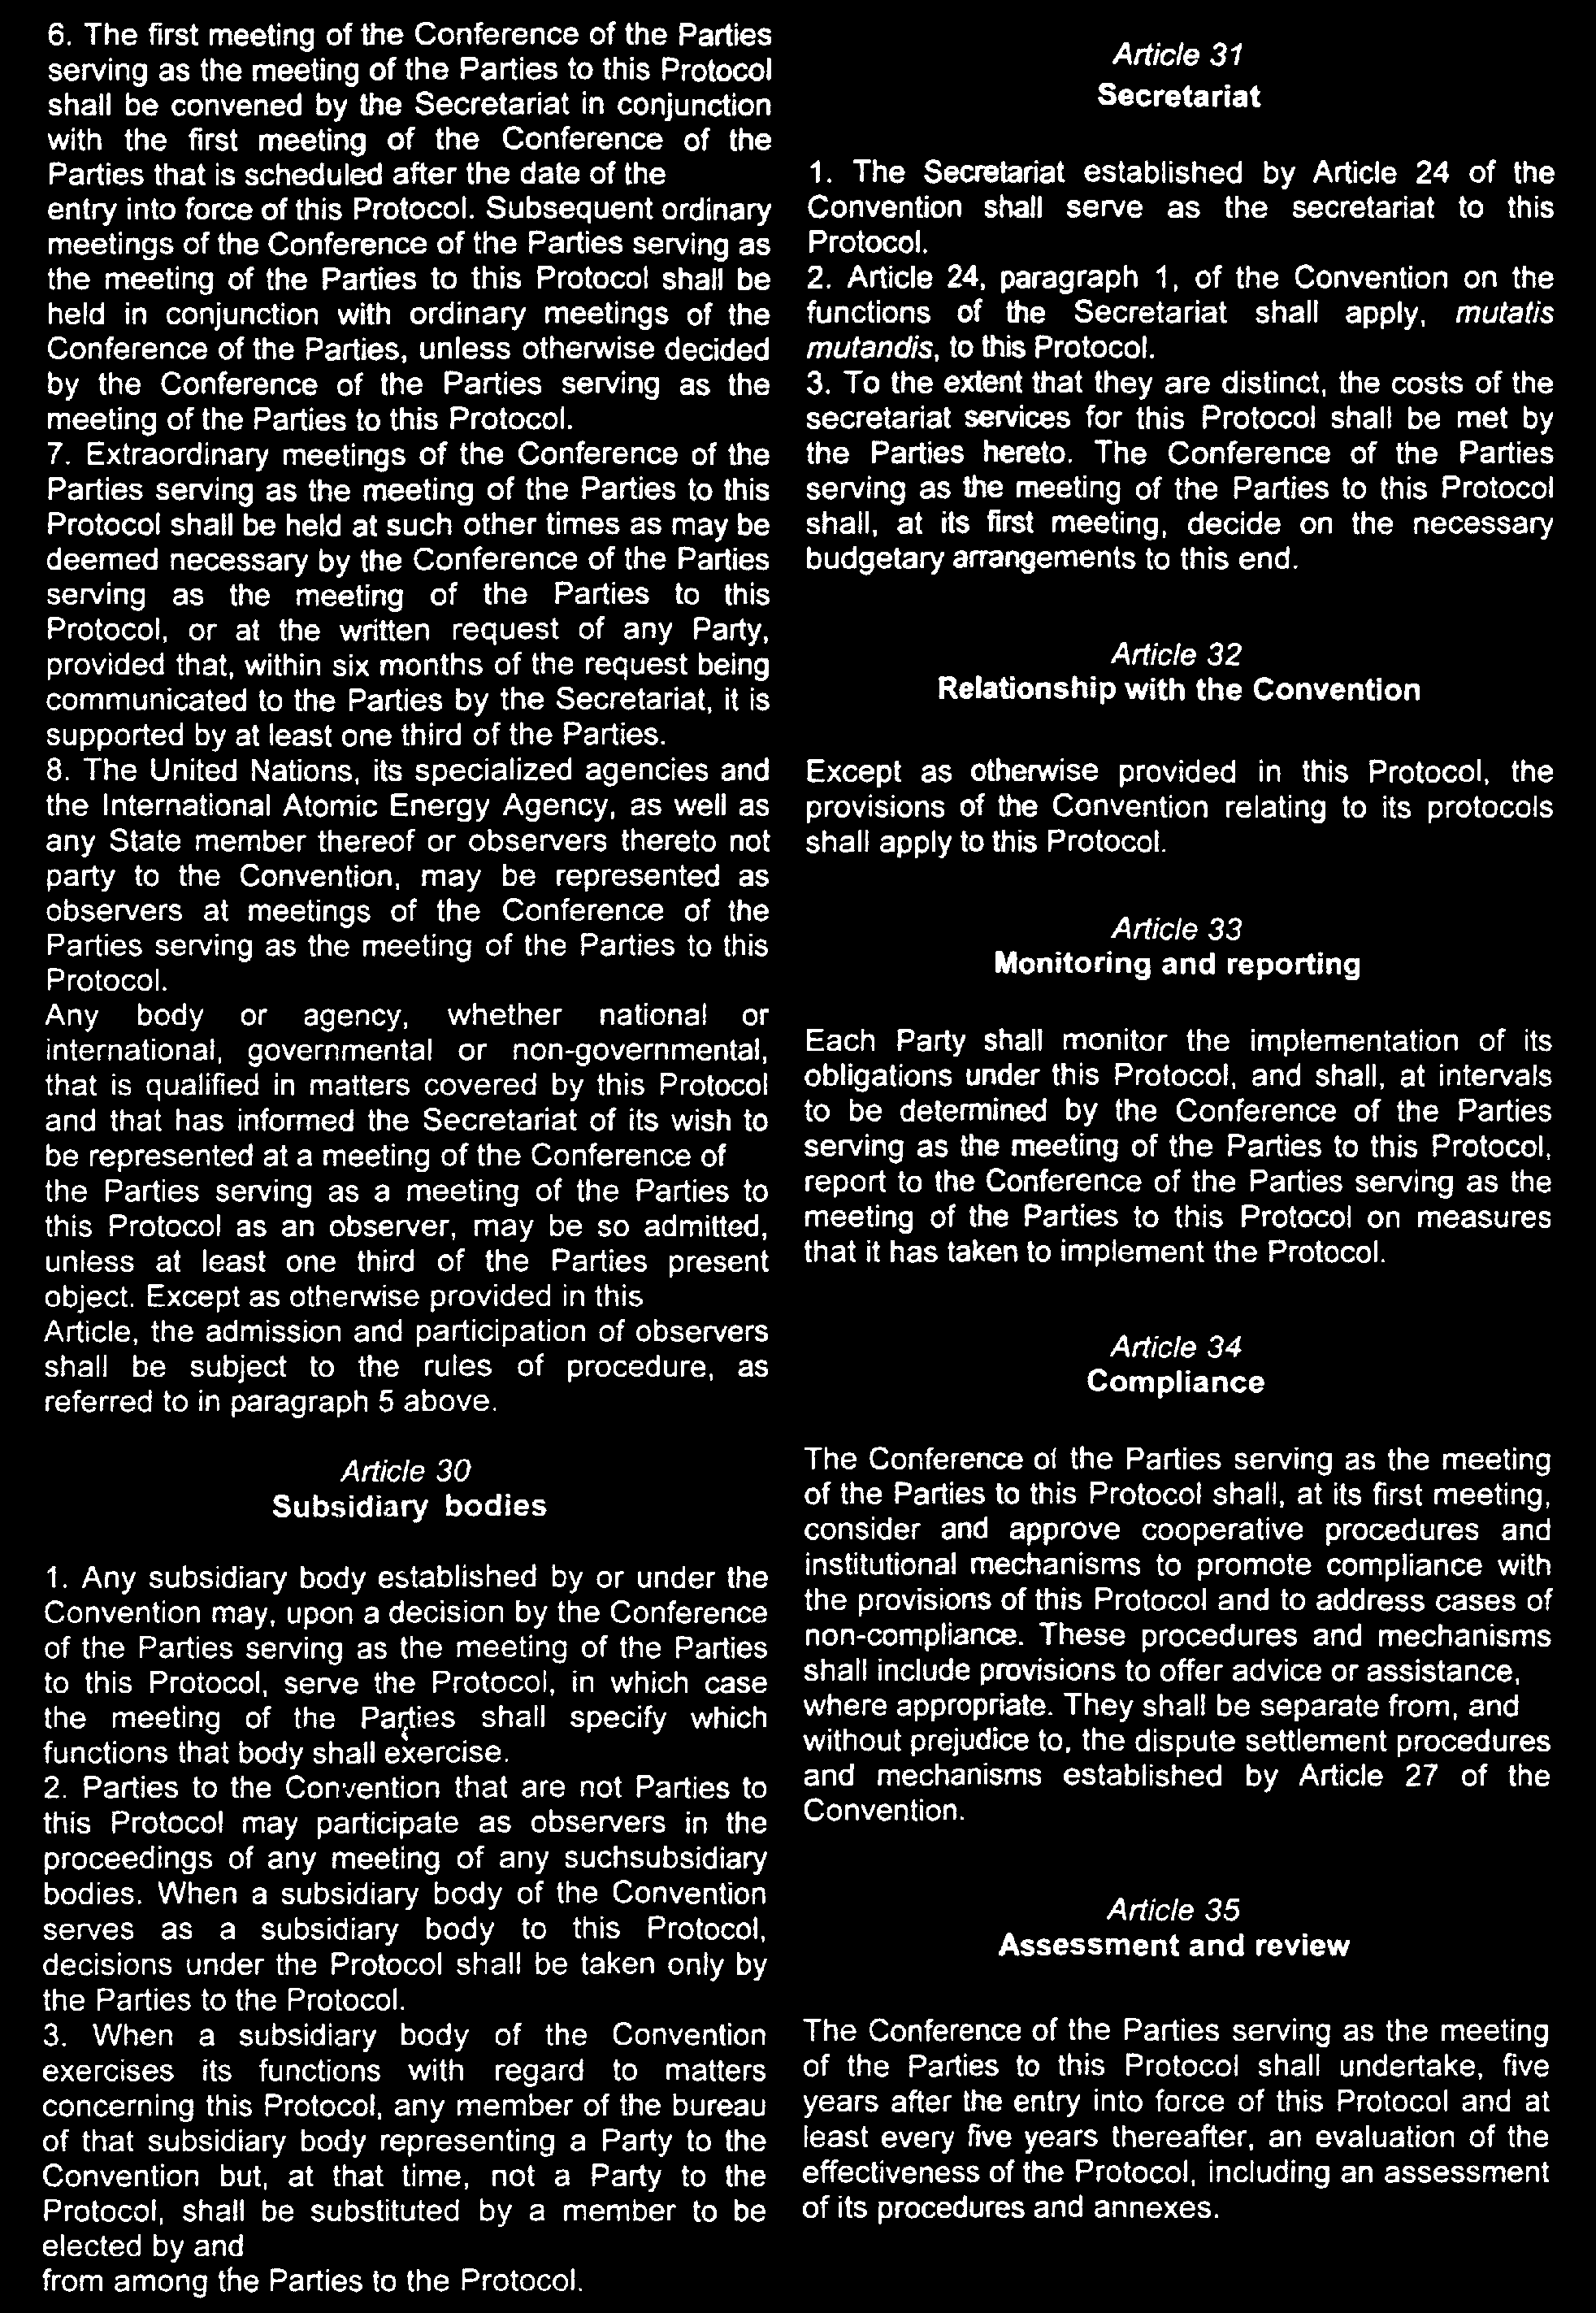 6. The first meeting of the Conference of the Parties
serving as the meeting of the Parties to this Protocol
shall be convened by the Secretariat in conjunction
with the first meeting of the Conference of the
Parties that is scheduled after the date of the
entry into force of this Protocol. Subsequent ordinary
meetings of the Conference of the Parties serving as
the meeting of the Parties to this Protocol shall be
held in conjunction with ordinary meetings of the
Conference of the Parties, unless otherwise decided
by the Conference of the Parties serving as the
meeting of the Parties to this Protocol.
7. Extraordinary meetings of the Conference of the
Parties serving as the meeting of the Parties to this
Protocol shall be held at such other times as may be
deemed necessary by the Conference of the Parties
serving as the meeting of the Parties to this
Protocol, or at the written request of any Party,
provided that, within six months of the request being
communicated to the Parties by the Secretariat, it is
supported by at least one third of the Parties.
8. The United Nations, its specialized agencies and
the International Atomic Energy Agency, as well as
any State member thereof or observers thereto not
party to the Convention, may be represented as
observers at meetings of the Conference of the
Parties serving as the meeting of the Parties to this
Protocol.
Any body or agency, whether national or
international, governmental or non-governmental,
that is qualified in matters covered by this Protocol
and that has informed the Secretariat of its wish to
be represented at a meeting of the Conference of
the Parties serving as a meeting of the Parties to
this Protocol as an observer, may be so admitted,
unless at least one third of the Parties present
object. Except as otherwise provided in this
Article, the admission and participation of observers
shall be subject to the rules of procedure, as
referred to in paragraph 5 above.
Article 30
Subsidiary bodies
1. Any subsidiary body established by or under the
Convention may, upon a decision by the Conference
of the Parties serving as the meeting of the Parties
to this Protocol, serve the Protocol, in which case
the meeting of the Parties shall specify which
functions that body shall exercise.
2. Parties to the Convention that are not Parties to
this Protocol may participate as observers in the
proceedings of any meeting of any suchsubsidiary
bodies. When a subsidiary body of the Convention
serves as a subsidiary body to this Protocol,
decisions under the Protocol shall be taken only by
the Parties to the Protocol.
3. When a subsidiary body of the Convention
exercises its functions with regard to matters
concerning this Protocol, any member of the bureau
of that subsidiary body representing a Party to the
Convention but, at that time, not a Party to the
Protocol, shall be substituted by a member to be
elected by and
from among the Parties to the Protocol.
Article 31
Secretariat
1. The Secretariat established by Article 24 of the
Convention shall serve as the secretariat to this
Protocol.
2. Article 24, paragraph 1, of the Convention on the
functions of the Secretariat shall apply, mutatis
mutandis, to this Protocol.
3. To the extent that they are distinct, the costs of the
secretariat services for this Protocol shall be met by
the Parties hereto. The Conference of the Parties
serving as the meeting of the Parties to this Protocol
shall, at its first meeting, decide on the necessary
budgetary arrangements to this end.
Article 32
Relationship with the Convention
Except as otherwise provided in this Protocol, the
provisions of the Convention relating to its protocols
shall apply to this Protocol.
Article 33
Monitoring and reporting
Each Party shall monitor the implementation of its
obligations under this Protocol, and shall, at intervals
to be determined by the Conference of the Parties
serving as the meeting of the Parties to this Protocol,
report to the Conference of the Parties serving as the
meeting of the Parties to this Protocol on measures
that it has taken to implement the Protocol.
Article 34
Compliance
The Conference of the Parties serving as the meeting
of the Parties to this Protocol shall, at its first meeting,
consider and approve cooperative procedures and
institutional mechanisms to promote compliance with
the provisions of this Protocol and to address cases of
non-compliance. These procedures and mechanisms
shall include provisions to offer advice or assistance,
where appropriate. They shall be separate from, and
without prejudice to, the dispute settlement procedures
and mechanisms established by Article 27 of the
Convention.
Article 35
Assessment and review
The Conference of the Parties serving as the meeting
of the Parties to this Protocol shall undertake, five
years after the entry into force of this Protocol and at
least every five years thereafter, an evaluation of the
effectiveness of the Protocol, including an assessment
of its procedures and annexes.